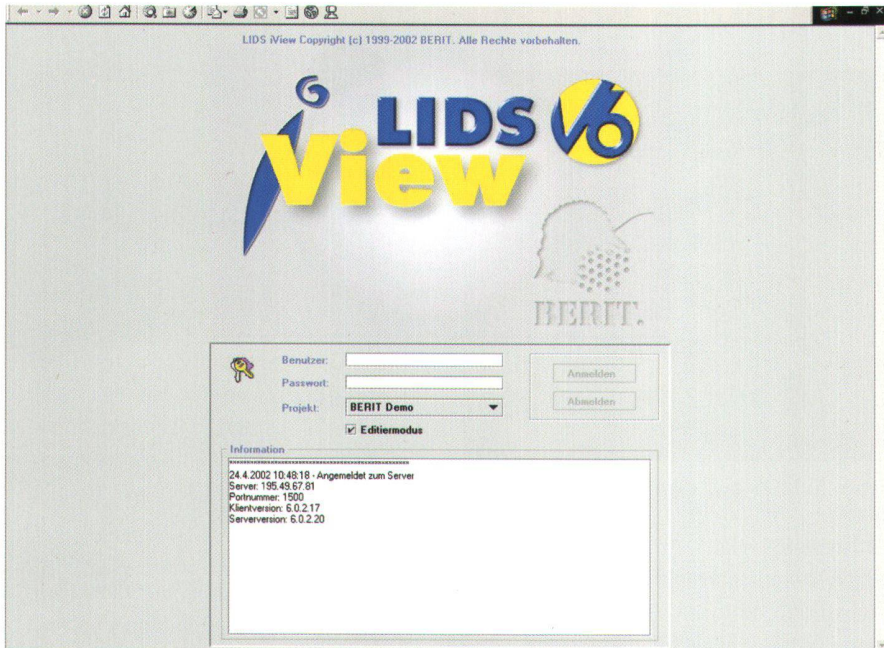 LIDS iView Copyright (c) 1999-2002 BERIT. Alle Rechte vorbehalten.
LIDS V6
iView
BERIT.
Benutzer:
Anmelden
Passwort:
Abmelden
Projekt: BERIT Demo
Editiermodus
Information
24.4.2002 10:48:18 - Angemeldet zum Server
Server: 195.49.67.81
Portnummer: 1500
Klientversion: 6.0.2.17
Serverversion: 6.0.2.20